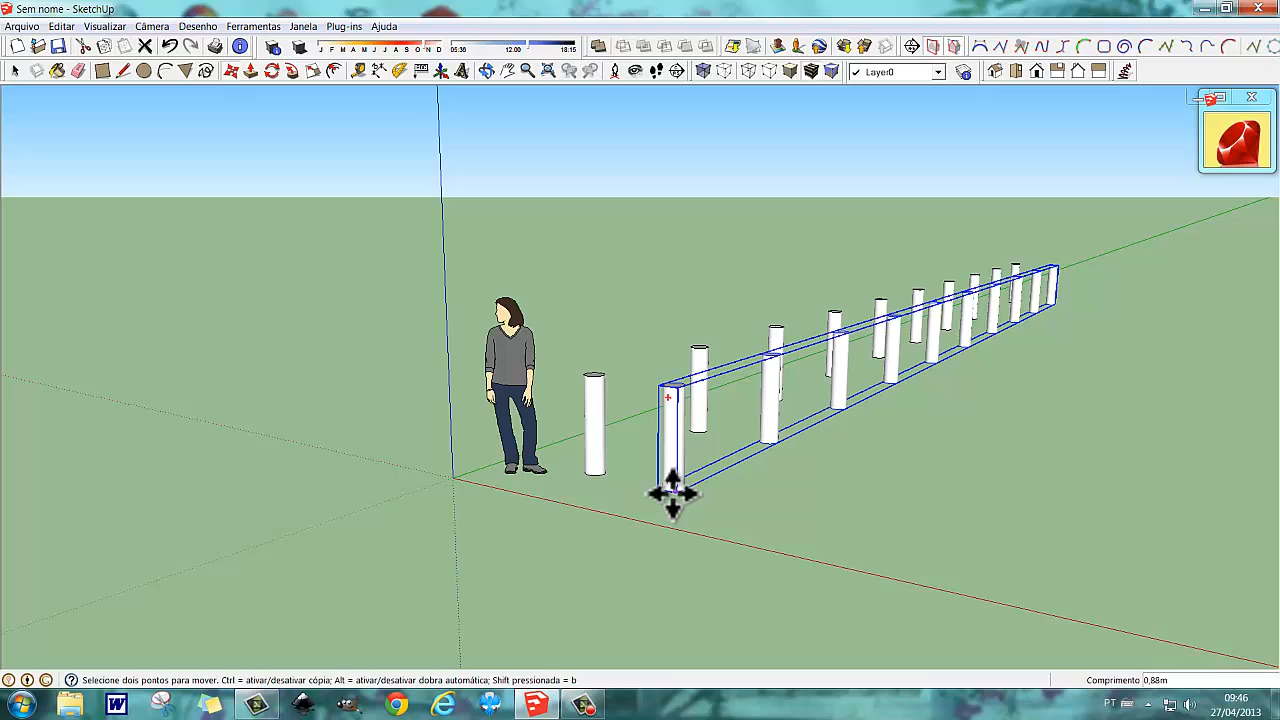 Sem nome - SketchUp
Arquivo Editar Visualizar Câmera Desenho Ferramentas Janela Plug-ins Ajuda
J F M A M J J A S O N D 05:30 12:00 18:15
Layer0
Selecione dois pontos para mover. Ctrl = ativar/desativar cópia; Alt = ativar/desativar dobra automática; Shift pressionada = b
Comprimento 0,88m
PT 09:46
27/04/2013